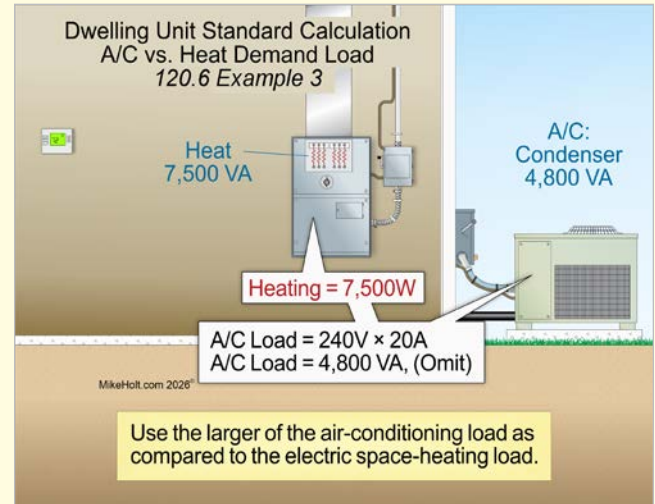 Dwelling Unit Standard Calculation
A/C vs. Heat Demand Load
120.6 Example 3
Heat
7,500 VA
A/C:
Condenser
4,800 VA
Heating = 7,500W
A/C Load = 240V × 20A
A/C Load = 4,800 VA, (Omit)
MikeHolt.com 2026©
Use the larger of the air-conditioning load as
compared to the electric space-heating load.